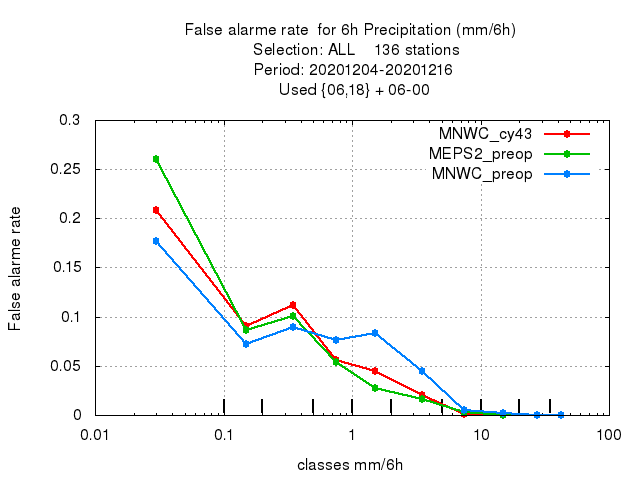 False alarme rate  for 6h Precipitation (mm/6h)
Selection: ALL    136 stations
Period: 20201204-20201216
Used {06,18} + 06-00
MNWC_cy43
MEPS2_preop
MNWC_preop
0.3
0.25
0.2
0.15
0.1
0.05
0
False alarme rate
0.01
0.1
1
10
100
classes mm/6h